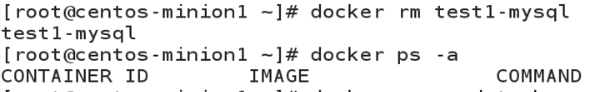 [root@centos-minion1 ~]# docker rm test1-mysql
test1-mysql
[root@centos-minion1 ~]# docker ps -a
CONTAINER ID IMAGE COMMAND